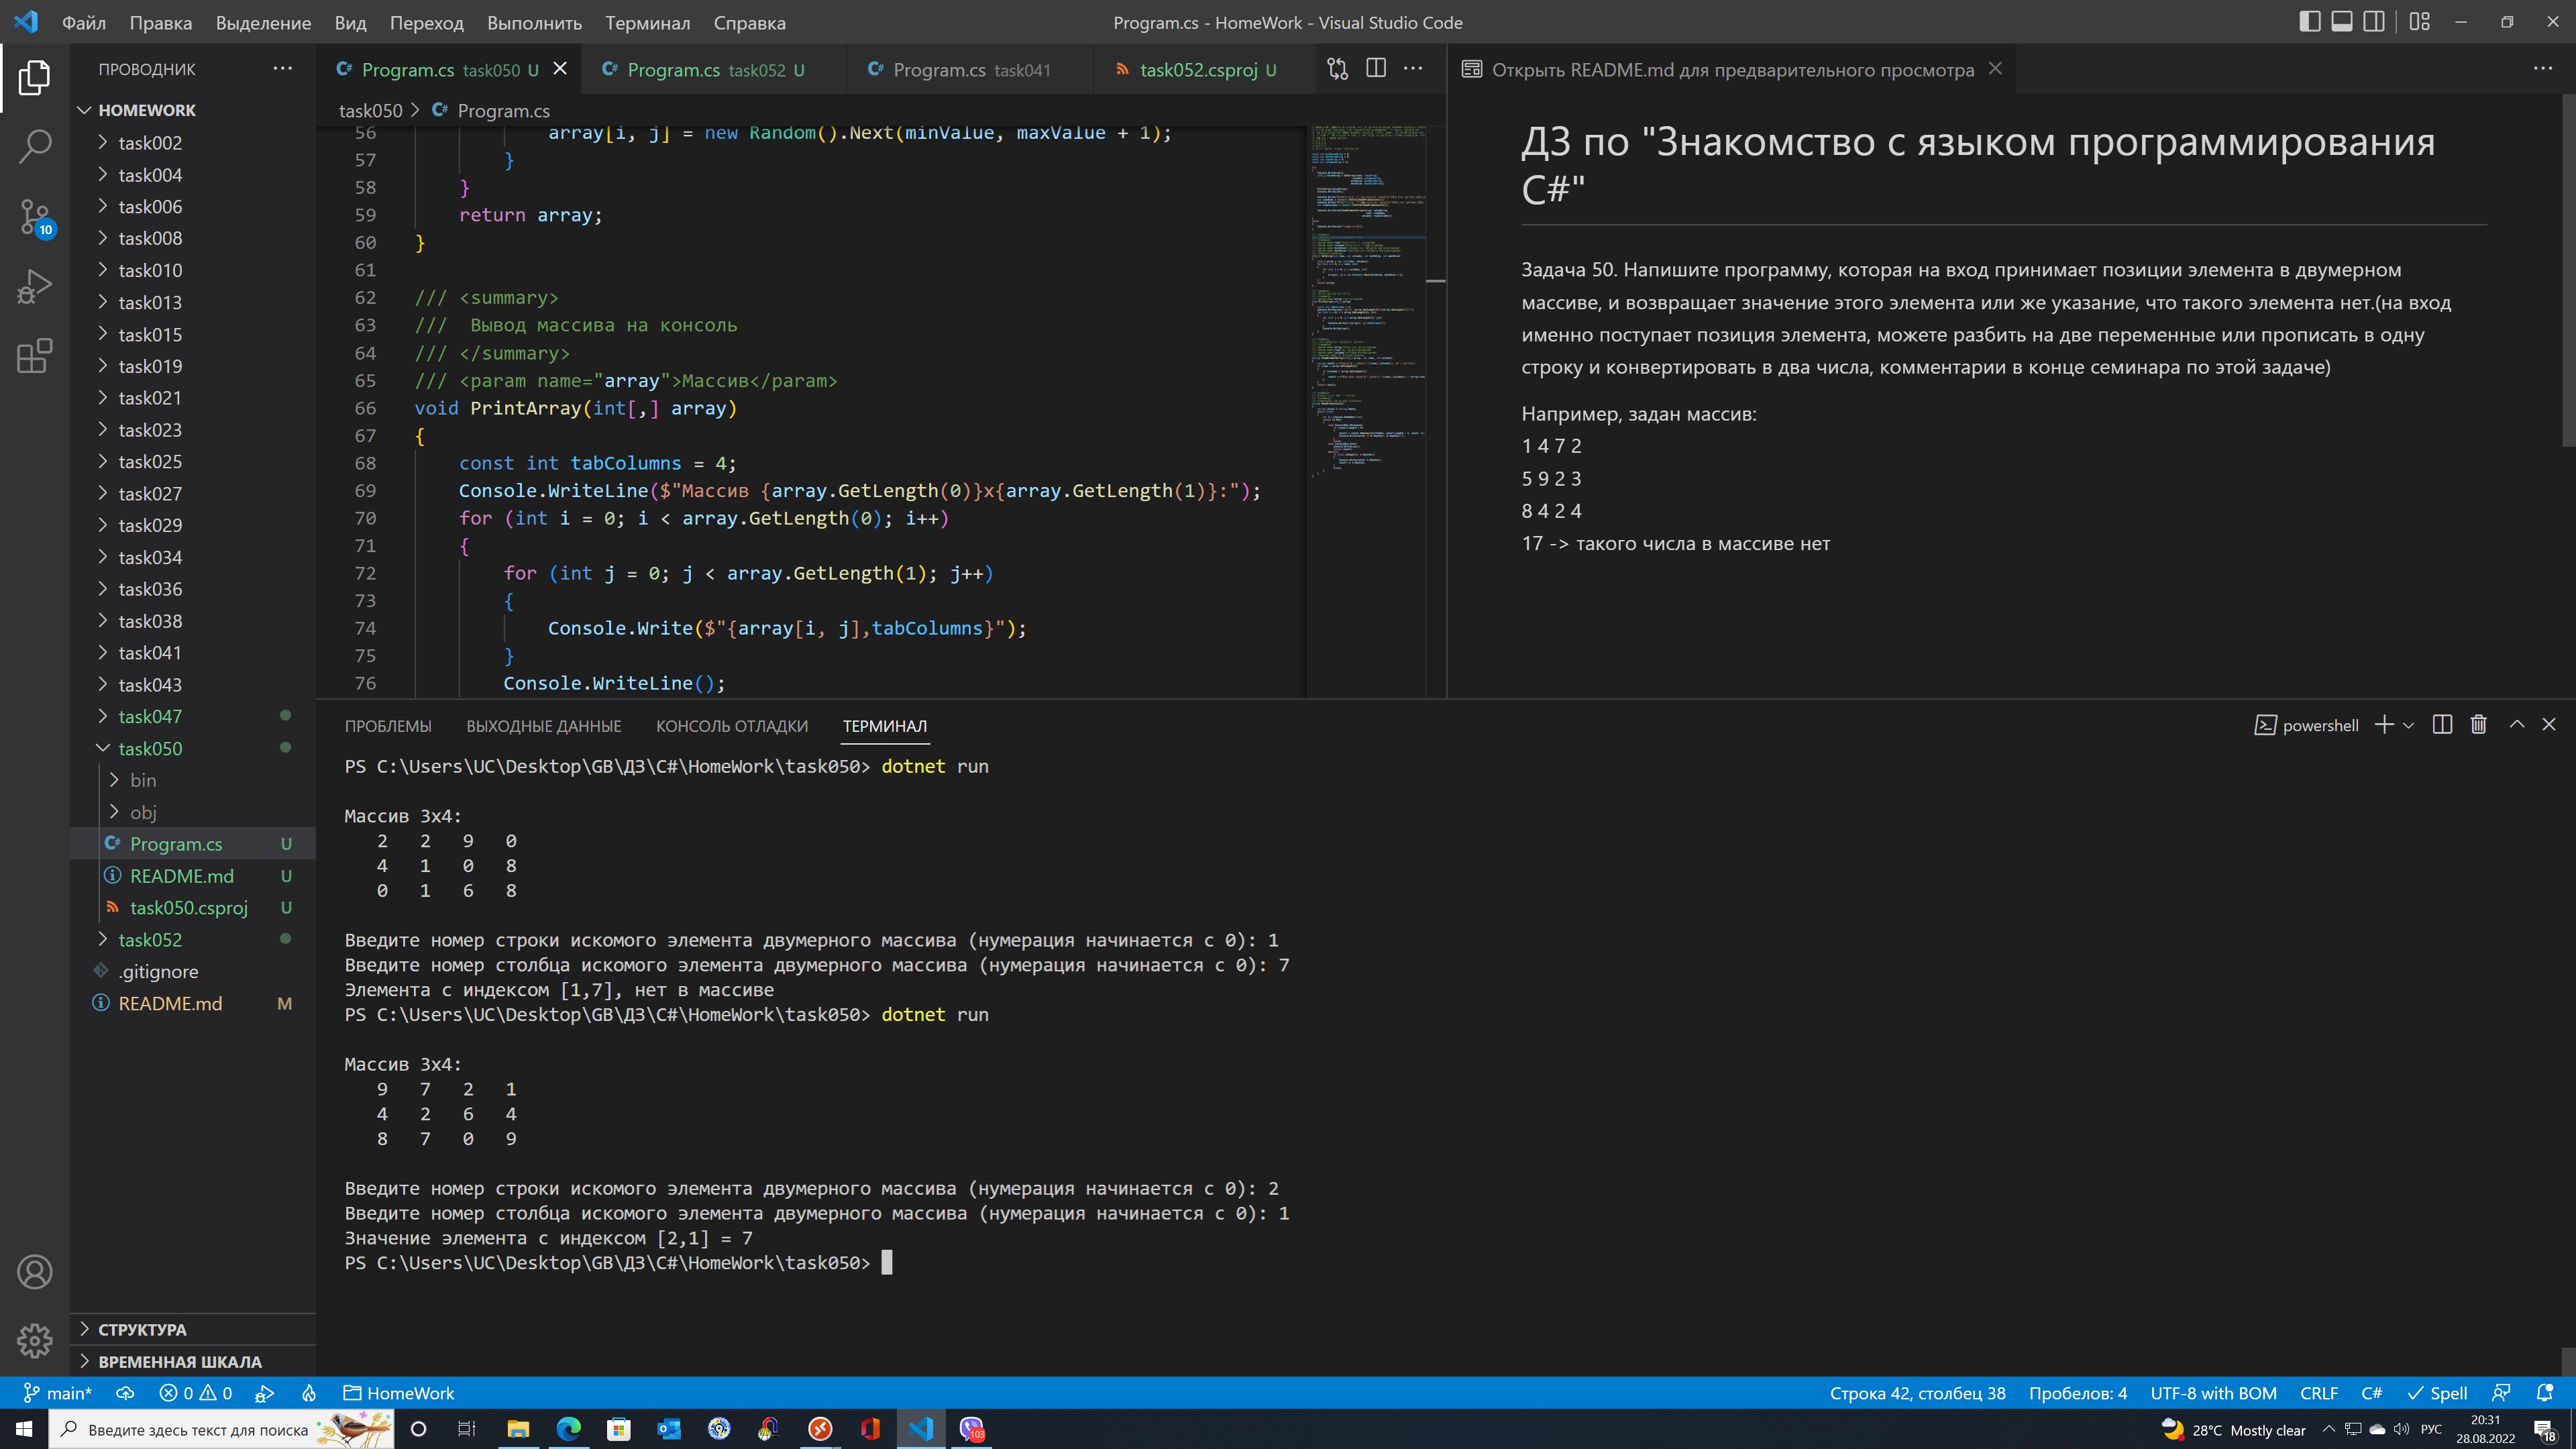 Файл Правка Выделение Вид Переход Выполнить Терминал Справка
Program.cs - HomeWork - Visual Studio Code
ПРОВОДНИК
HOMEWORK
task002
task004
task006
task008
task010
task013
task015
task019
task021
task023
task025
task027
task029
task034
task036
task038
task041
task043
task047
task050
bin
obj
Program.cs U
README.md U
task050.csproj U
task052
.gitignore
README.md M
СТРУКТУРА
ВРЕМЕННАЯ ШКАЛА
10
Program.cs task050 U
Program.cs task052 U
Program.cs task041
task052.csproj U
task050 > Program.cs
56 array[i, j] = new Random().Next(minValue, maxValue + 1);
57 }
58 }
59 return array;
60 }
61
62 /// <summary>
63 /// Вывод массива на консоль
64 /// </summary>
65 /// <param name="array">Массив</param>
66 void PrintArray(int[,] array)
67 {
68 const int tabColumns = 4;
69 Console.WriteLine($"Массив {array.GetLength(0)}x{array.GetLength(1)}:");
70 for (int i = 0; i < array.GetLength(0); i++)
71 {
72 for (int j = 0; j < array.GetLength(1); j++)
73 {
74 Console.Write($"{array[i, j],tabColumns}");
75 }
76 Console.WriteLine();
Открыть README.md для предварительного просмотра
ДЗ по "Знакомство с языком программирования
C#"
Задача 50. Напишите программу, которая на вход принимает позиции элемента в двумерном
массиве, и возвращает значение этого элемента или же указание, что такого элемента нет.(на вход
именно поступает позиция элемента, можете разбить на две переменные или прописать в одну
строку и конвертировать в два числа, комментарии в конце семинара по этой задаче)
Например, задан массив:
1 4 7 2
5 9 2 3
8 4 2 4
17 -> такого числа в массиве нет
ПРОБЛЕМЫ ВЫХОДНЫЕ ДАННЫЕ КОНСОЛЬ ОТЛАДКИ ТЕРМИНАЛ
powershell
PS C:\Users\UC\Desktop\GB\ДЗ\C#\HomeWork\task050> dotnet run
Массив 3x4:
2 2 9 0
4 1 0 8
0 1 6 8
Введите номер строки искомого элемента двумерного массива (нумерация начинается с 0): 1
Введите номер столбца искомого элемента двумерного массива (нумерация начинается с 0): 7
Элемента с индексом [1,7], нет в массиве
PS C:\Users\UC\Desktop\GB\ДЗ\C#\HomeWork\task050> dotnet run
Массив 3x4:
9 7 2 1
4 2 6 4
8 7 0 9
Введите номер строки искомого элемента двумерного массива (нумерация начинается с 0): 2
Введите номер столбца искомого элемента двумерного массива (нумерация начинается с 0): 1
Значение элемента с индексом [2,1] = 7
PS C:\Users\UC\Desktop\GB\ДЗ\C#\HomeWork\task050>
main* 0 0 HomeWork
Строка 42, столбец 38 Пробелов: 4 UTF-8 with BOM CRLF C# Spell
Введите здесь текст для поиска
103
28°C Mostly clear
РУС
20:31
28.08.2022
18